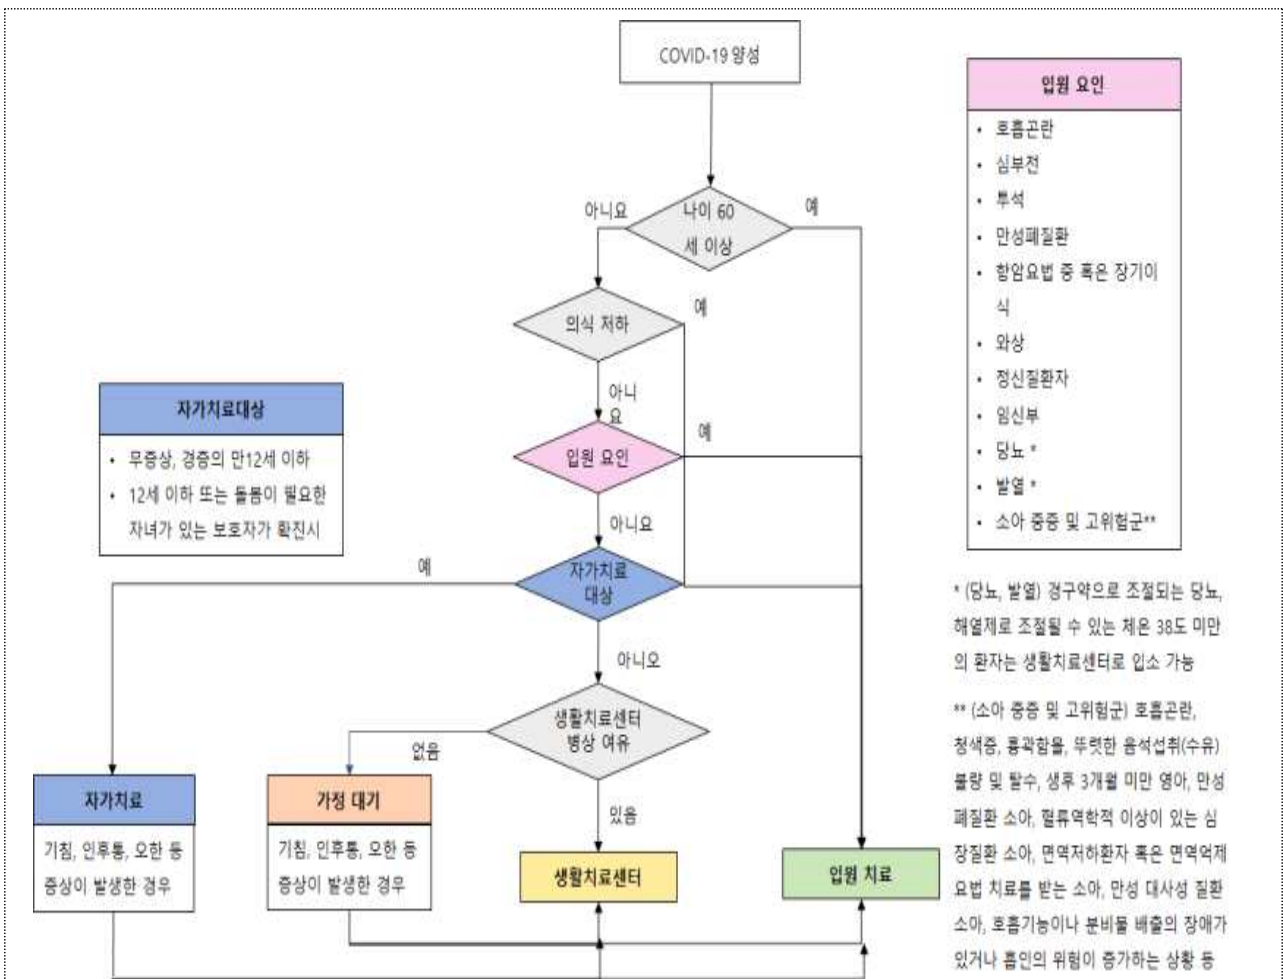 COVID-19 양성
나이 60
세 이상
아니요
예
의식 저하
예
아니
요
입원 요인
예
아니요
자가치료
대상
예
아니오
생활치료센터
병상 여유
없음
있음
자가치료대상
• 무증상, 경증의 만12세 이하
• 12세 이하 또는 돌봄이 필요한
자녀가 있는 보호자가 확진시
자가치료
기침, 인후통, 오한 등
증상이 발생한 경우
가정 대기
기침, 인후통, 오한 등
증상이 발생한 경우
생활치료센터
입원 치료
입원 요인
• 호흡곤란
• 심부전
• 투석
• 만성폐질환
• 항암요법 중 혹은 장기이
식
• 와상
• 정신질환자
• 임신부
• 당뇨 *
• 발열 *
• 소아 중증 및 고위험군**
* (당뇨, 발열) 경구약으로 조절되는 당뇨,
해열제로 조절될 수 있는 체온 38도 미만
의 환자는 생활치료센터로 입소 가능
** (소아 중증 및 고위험군) 호흡곤란,
청색증, 흉곽함몰, 뚜렷한 음석섭취(수유)
불량 및 탈수, 생후 3개월 미만 영아, 만성
폐질환 소아, 혈류역학적 이상이 있는 심
장질환 소아, 면역저하환자 혹은 면역억제
요법 치료를 받는 소아, 만성 대사성 질환
소아, 호흡기능이나 분비물 배출의 장애가
있거나 흡인의 위험이 증가하는 상황 등